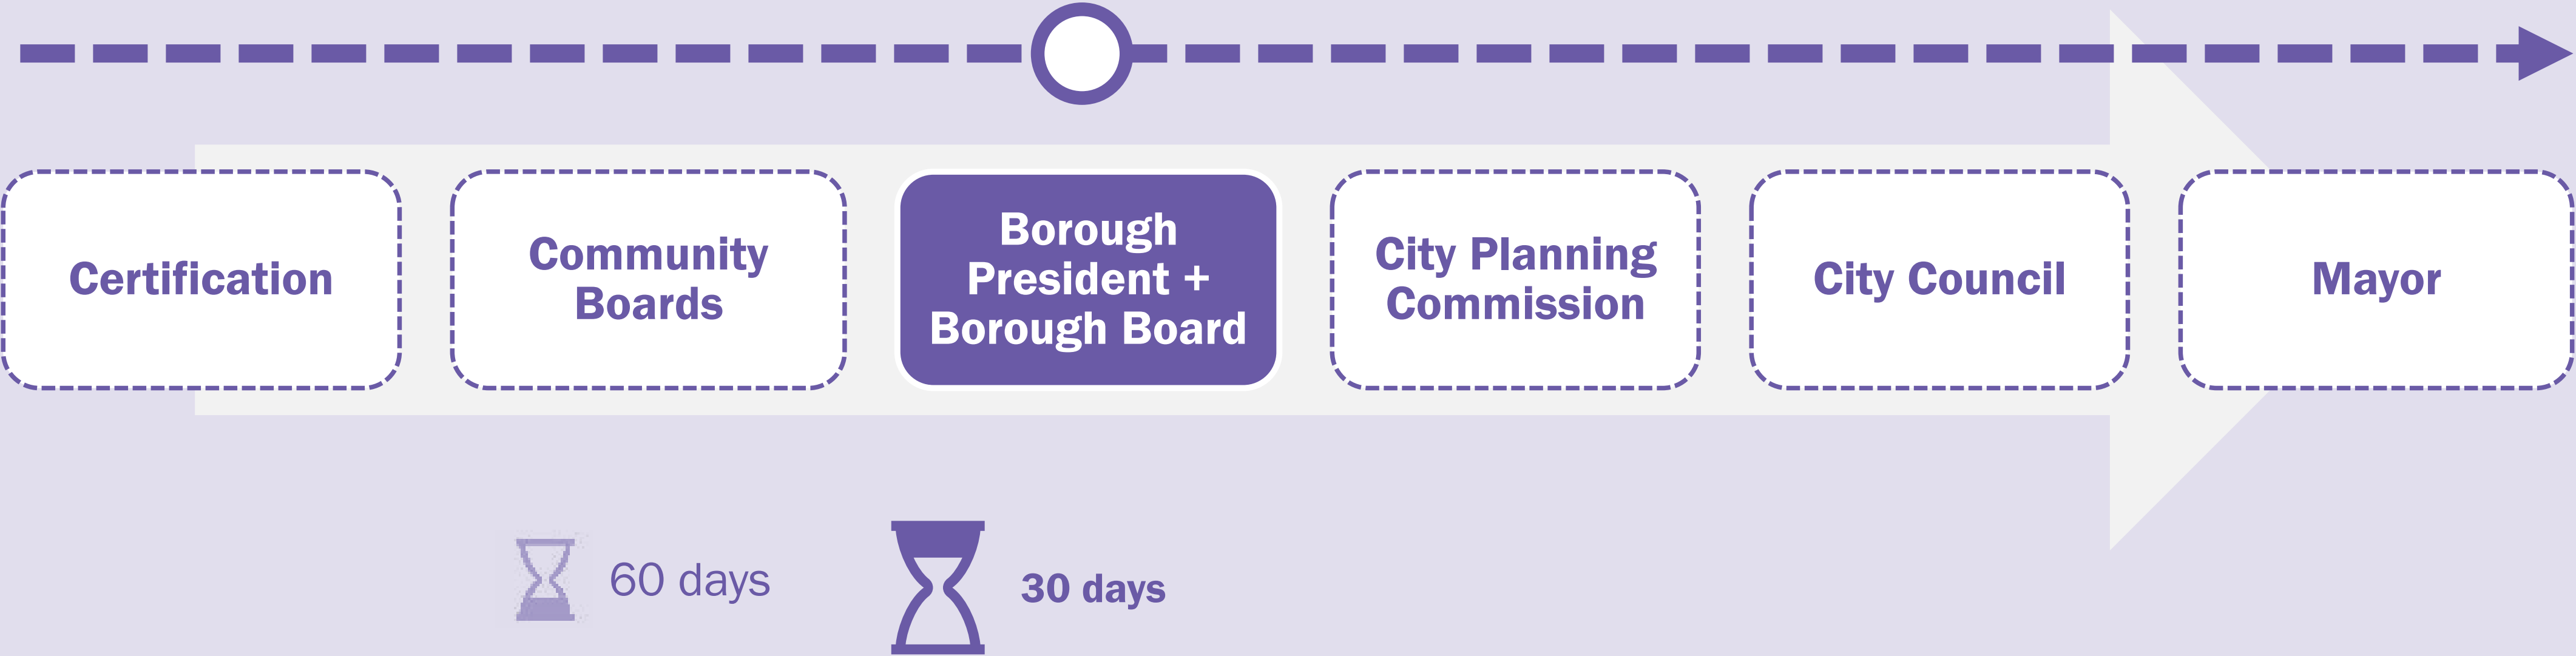 Certification
Community
Boards
Borough
President +
Borough Board
City Planning
Commission
City Council
Mayor
60 days
30 days